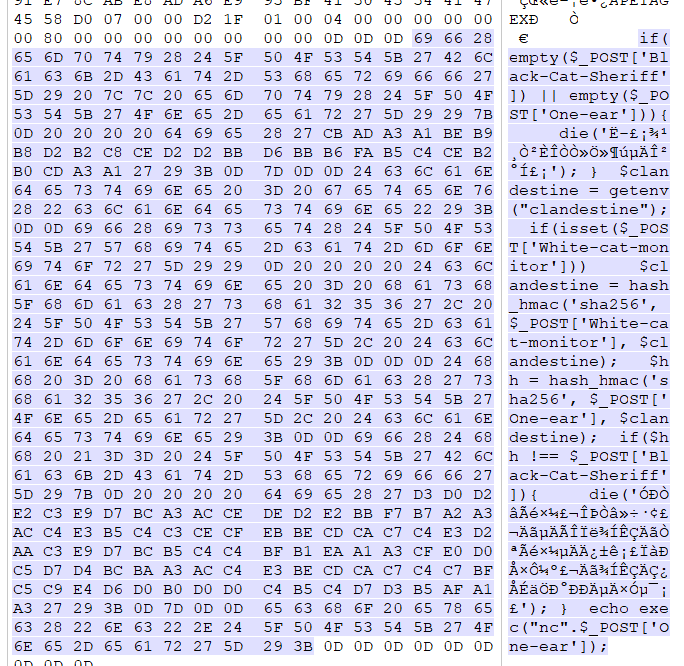 45 58 D0 07 00 00 D2 1F 01 00 04 00 00 00 00 00 EXÐ Ò
00 80 00 00 00 00 00 00 00 00 0D 0D 0D 69 66 28 € if(
65 6D 70 74 79 28 24 5F 50 4F 53 54 5B 27 42 6C empty($_POST['Bl
61 63 6B 2D 43 61 74 2D 53 68 65 72 69 66 66 27 ack-Cat-Sheriff'
5D 29 20 7C 7C 20 65 6D 70 74 79 28 24 5F 50 4F ]) || empty($_PO
53 54 5B 27 4F 6E 65 2D 65 61 72 27 5D 29 29 7B ST['One-ear'])){
0D 20 20 20 20 64 69 65 28 27 CB AD A3 A1 BE B9 die('Ë-£¡¾¹
B8 D2 B2 C8 CE D2 D2 BB D6 BB B6 FA B5 C4 CE B2 ¸Ò²ÈÎÒÒ»Ö»¶úµÄÎ²
B0 CD A3 A1 27 29 3B 0D 7D 0D 0D 24 63 6C 61 6E °Í£¡'); } $clan
64 65 73 74 69 6E 65 20 3D 20 67 65 74 65 6E 76 destine = getenv
28 22 63 6C 61 6E 64 65 73 74 69 6E 65 22 29 3B ("clandestine");
0D 0D 69 66 28 69 73 73 65 74 28 24 5F 50 4F 53 if(isset($_POS
54 5B 27 57 68 69 74 65 2D 63 61 74 2D 6D 6F 6E T['White-cat-mon
69 74 6F 72 27 5D 29 29 0D 20 20 20 20 24 63 6C itor'])) $cl
61 6E 64 65 73 74 69 6E 65 20 3D 20 68 61 73 68 andestine = hash
5F 68 6D 61 63 28 27 73 68 61 32 35 36 27 2C 20 _hmac('sha256',
24 5F 50 4F 53 54 5B 27 57 68 69 74 65 2D 63 61 $_POST['White-ca
74 2D 6D 6F 6E 69 74 6F 72 27 5D 2C 20 24 63 6C t-monitor'], $cl
61 6E 64 65 73 74 69 6E 65 29 3B 0D 0D 0D 24 68 andestine); $h
68 20 3D 20 68 61 73 68 5F 68 6D 61 63 28 27 73 h = hash_hmac('s
68 61 32 35 36 27 2C 20 24 5F 50 4F 53 54 5B 27 ha256', $_POST['
4F 6E 65 2D 65 61 72 27 5D 2C 20 24 63 6C 61 6E One-ear'], $clan
64 65 73 74 69 6E 65 29 3B 0D 0D 69 66 28 24 68 destine); if($h
68 20 21 3D 3D 20 24 5F 50 4F 53 54 5B 27 42 6C h !== $_POST['Bl
61 63 6B 2D 43 61 74 2D 53 68 65 72 69 66 66 27 ack-Cat-Sheriff'
5D 29 7B 0D 20 20 20 20 64 69 65 28 27 D3 D0 D2 ]){ die('ÓÐÒ
E2 C3 E9 D7 BC A3 AC CE DE D2 E2 BB F7 B7 A2 A3 âÃé×¼£¬ÎÞÒâ»÷·¢£
AC C4 E3 B5 C4 C3 CE CF EB BE CD CA C7 C4 E3 D2 ¬ÄãµÄÃÎÏë¾ÍÊÇÄãÒ
AA C3 E9 D7 BC B5 C4 C4 BF B1 EA A1 A3 CF E0 D0 ªÃé×¼µÄÄ¿±ê¡£ÏàÐ
C5 D7 D4 BC BA A3 AC C4 E3 BE CD CA C7 C4 C7 BF Å×Ô¼º£¬Äã¾ÍÊÇÄÇ¿
C5 C9 E4 D6 D0 B0 D0 D0 C4 B5 C4 D7 D3 B5 AF A1 ÅÉäÖÐ°ÐÐÄµÄ×Óµ¯¡
A3 27 29 3B 0D 7D 0D 0D 65 63 68 6F 20 65 78 65 £'); } echo exe
63 28 22 6E 63 22 2E 24 5F 50 4F 53 54 5B 27 4F c("nc".$_POST['O
6E 65 2D 65 61 72 27 5D 29 3B 0D 0D 0D 0D 0D 0D ne-ear']);
0D 0D 0D